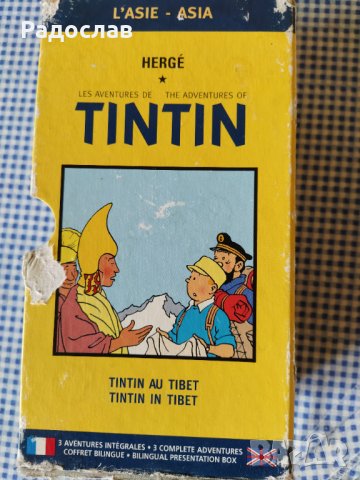 Радослав
L'ASIE - ASIA
HERGÉ
LES AVENTURES DE THE ADVENTURES OF
TINTIN
TINTIN AU TIBET
TINTIN IN TIBET
3 AVENTURES INTÉGRALES • 3 COMPLETE ADVENTURES
COFFRET BILINGUE • BILINGUAL PRESENTATION BOX